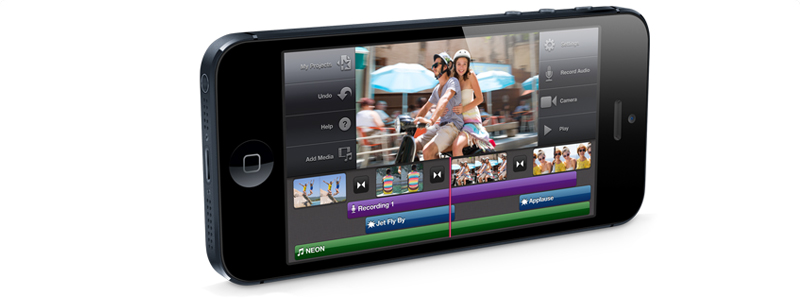 My Projects
Undo
Help
Add Media
Settings
Record Audio
Camera
Play
Recording 1
Applause
Jet Fly By
NEON